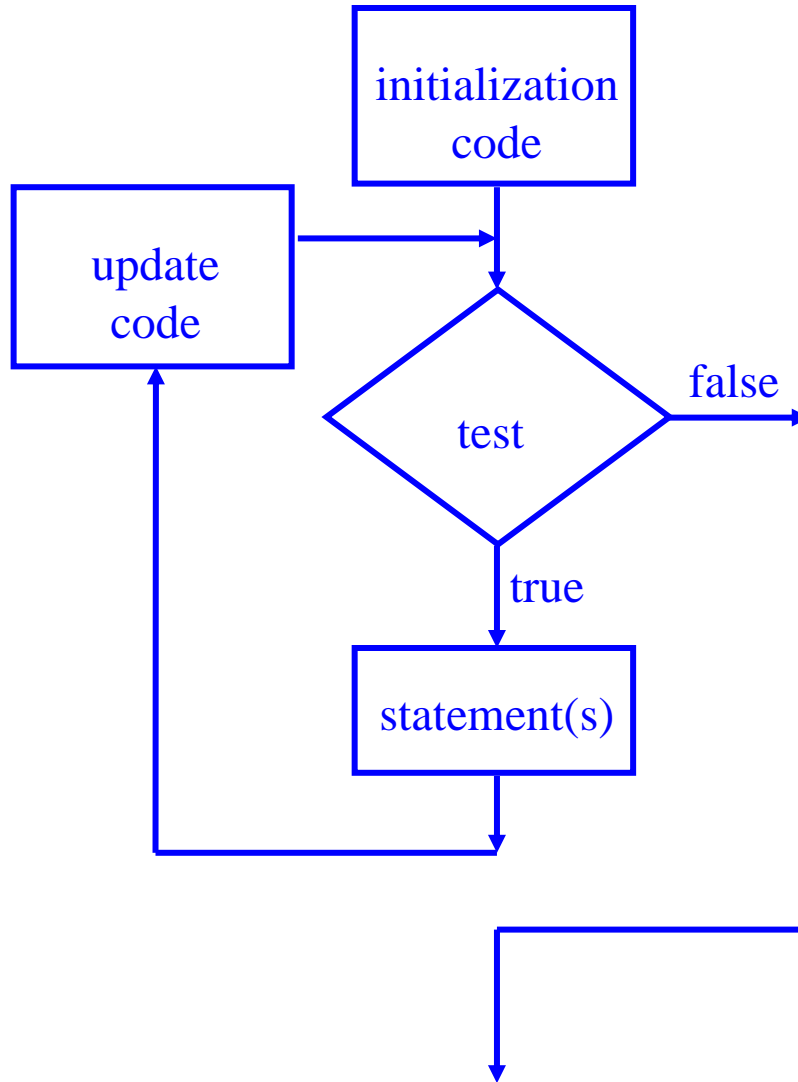 initialization
code
update
code
false
test
true
statement(s)